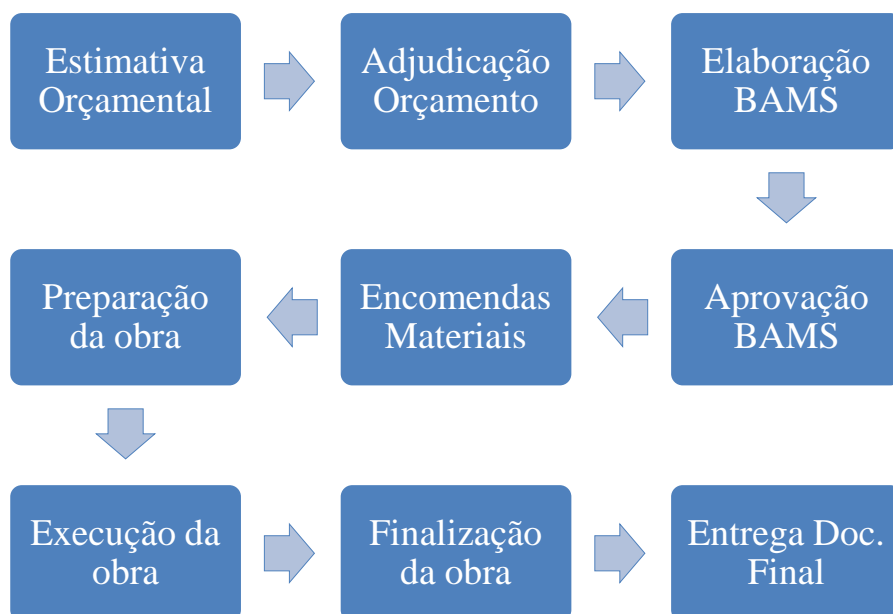 Estimativa
Orçamental
Adjudicação
Orçamento
Elaboração
BAMS
Aprovação
BAMS
Encomendas
Materiais
Preparação
da obra
Execução da
obra
Finalização
da obra
Entrega Doc.
Final